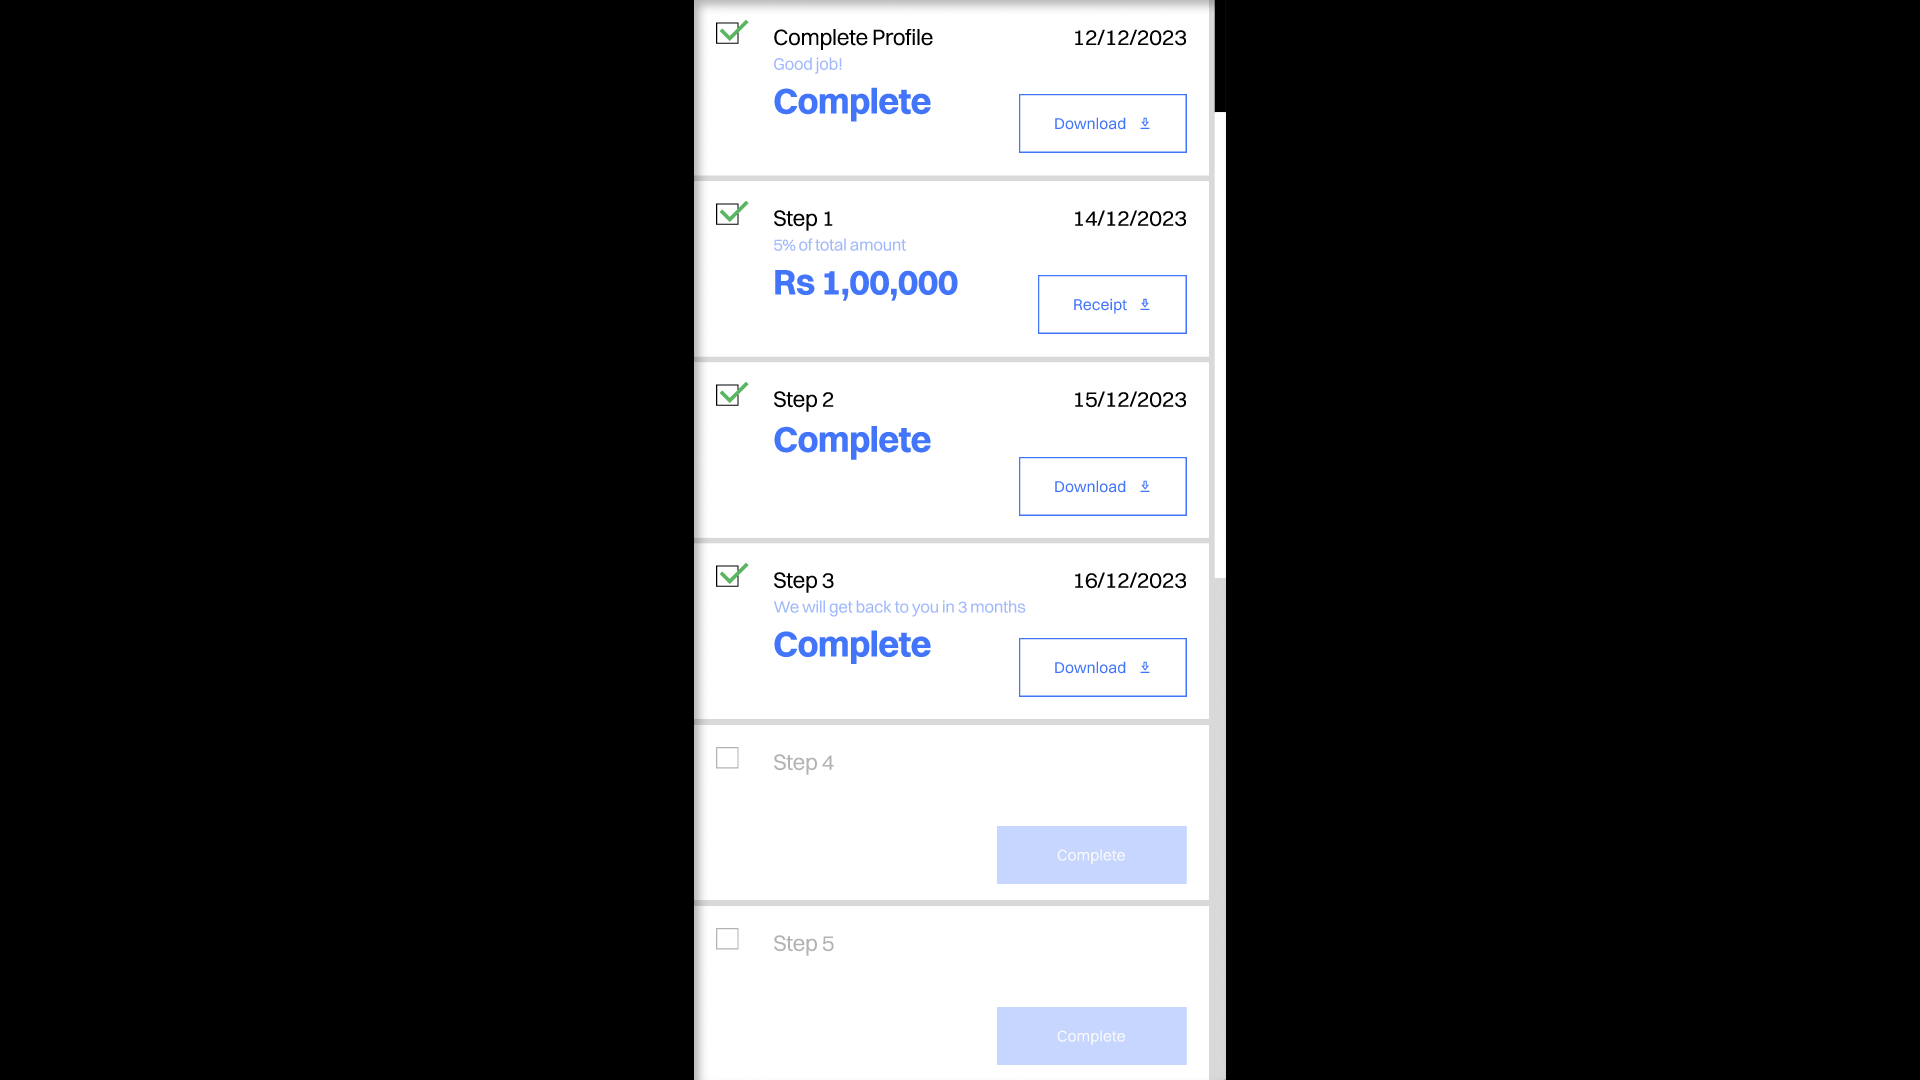 Complete Profile
12/12/2023
Good job!
Complete
Download
Step 1
14/12/2023
5% of total amount
Rs 1,00,000
Receipt
Step 2
15/12/2023
Complete
Download
Step 3
16/12/2023
We will get back to you in 3 months
Complete
Download
Step 4
Complete
Step 5
Complete